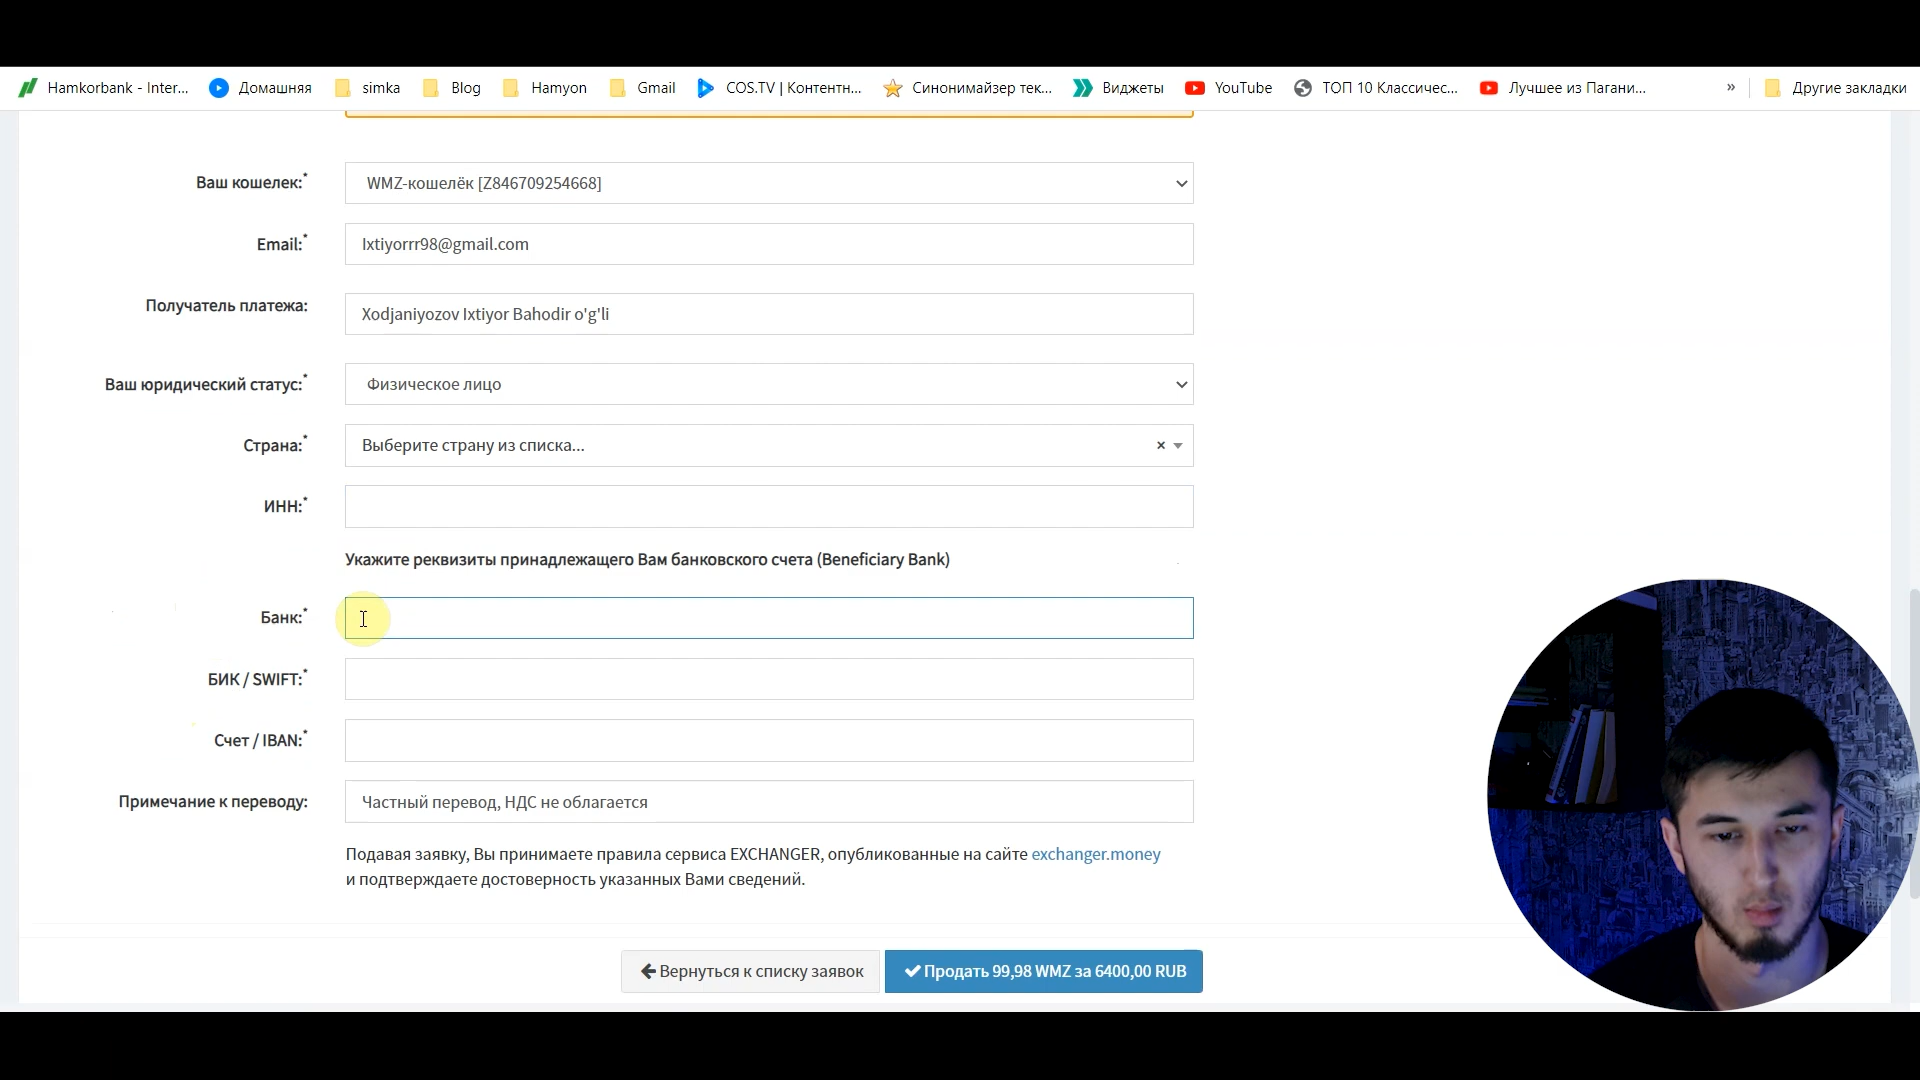 Hamkorbank - Inter... Домашняя simka Blog Hamyon Gmail COS.TV | Контентн... Синонимайзер тек... Виджеты YouTube ТОП 10 Классичес... Лучшее из Пагани... » Другие закладки
Ваш кошелек:* WMZ-кошелёк [Z846709254668]
Email:* Ixtiyorrr98@gmail.com
Получатель платежа: Xodjaniyozov Ixtiyor Bahodir o'g'li
Ваш юридический статус:* Физическое лицо
Страна:* Выберите страну из списка... ×
ИНН:*
Укажите реквизиты принадлежащего Вам банковского счета (Beneficiary Bank)
Банк:*
БИК / SWIFT:*
Счет / IBAN:*
Примечание к переводу: Частный перевод, НДС не облагается
Подавая заявку, Вы принимаете правила сервиса EXCHANGER, опубликованные на сайте exchanger.money
и подтверждаете достоверность указанных Вами сведений.
Вернуться к списку заявок Продать 99,98 WMZ за 6400,00 RUB